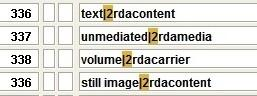 336 text|2rdacontent
337 unmediated|2rdamedia
338 volume|2rdacarrier
336 still image|2rdacontent